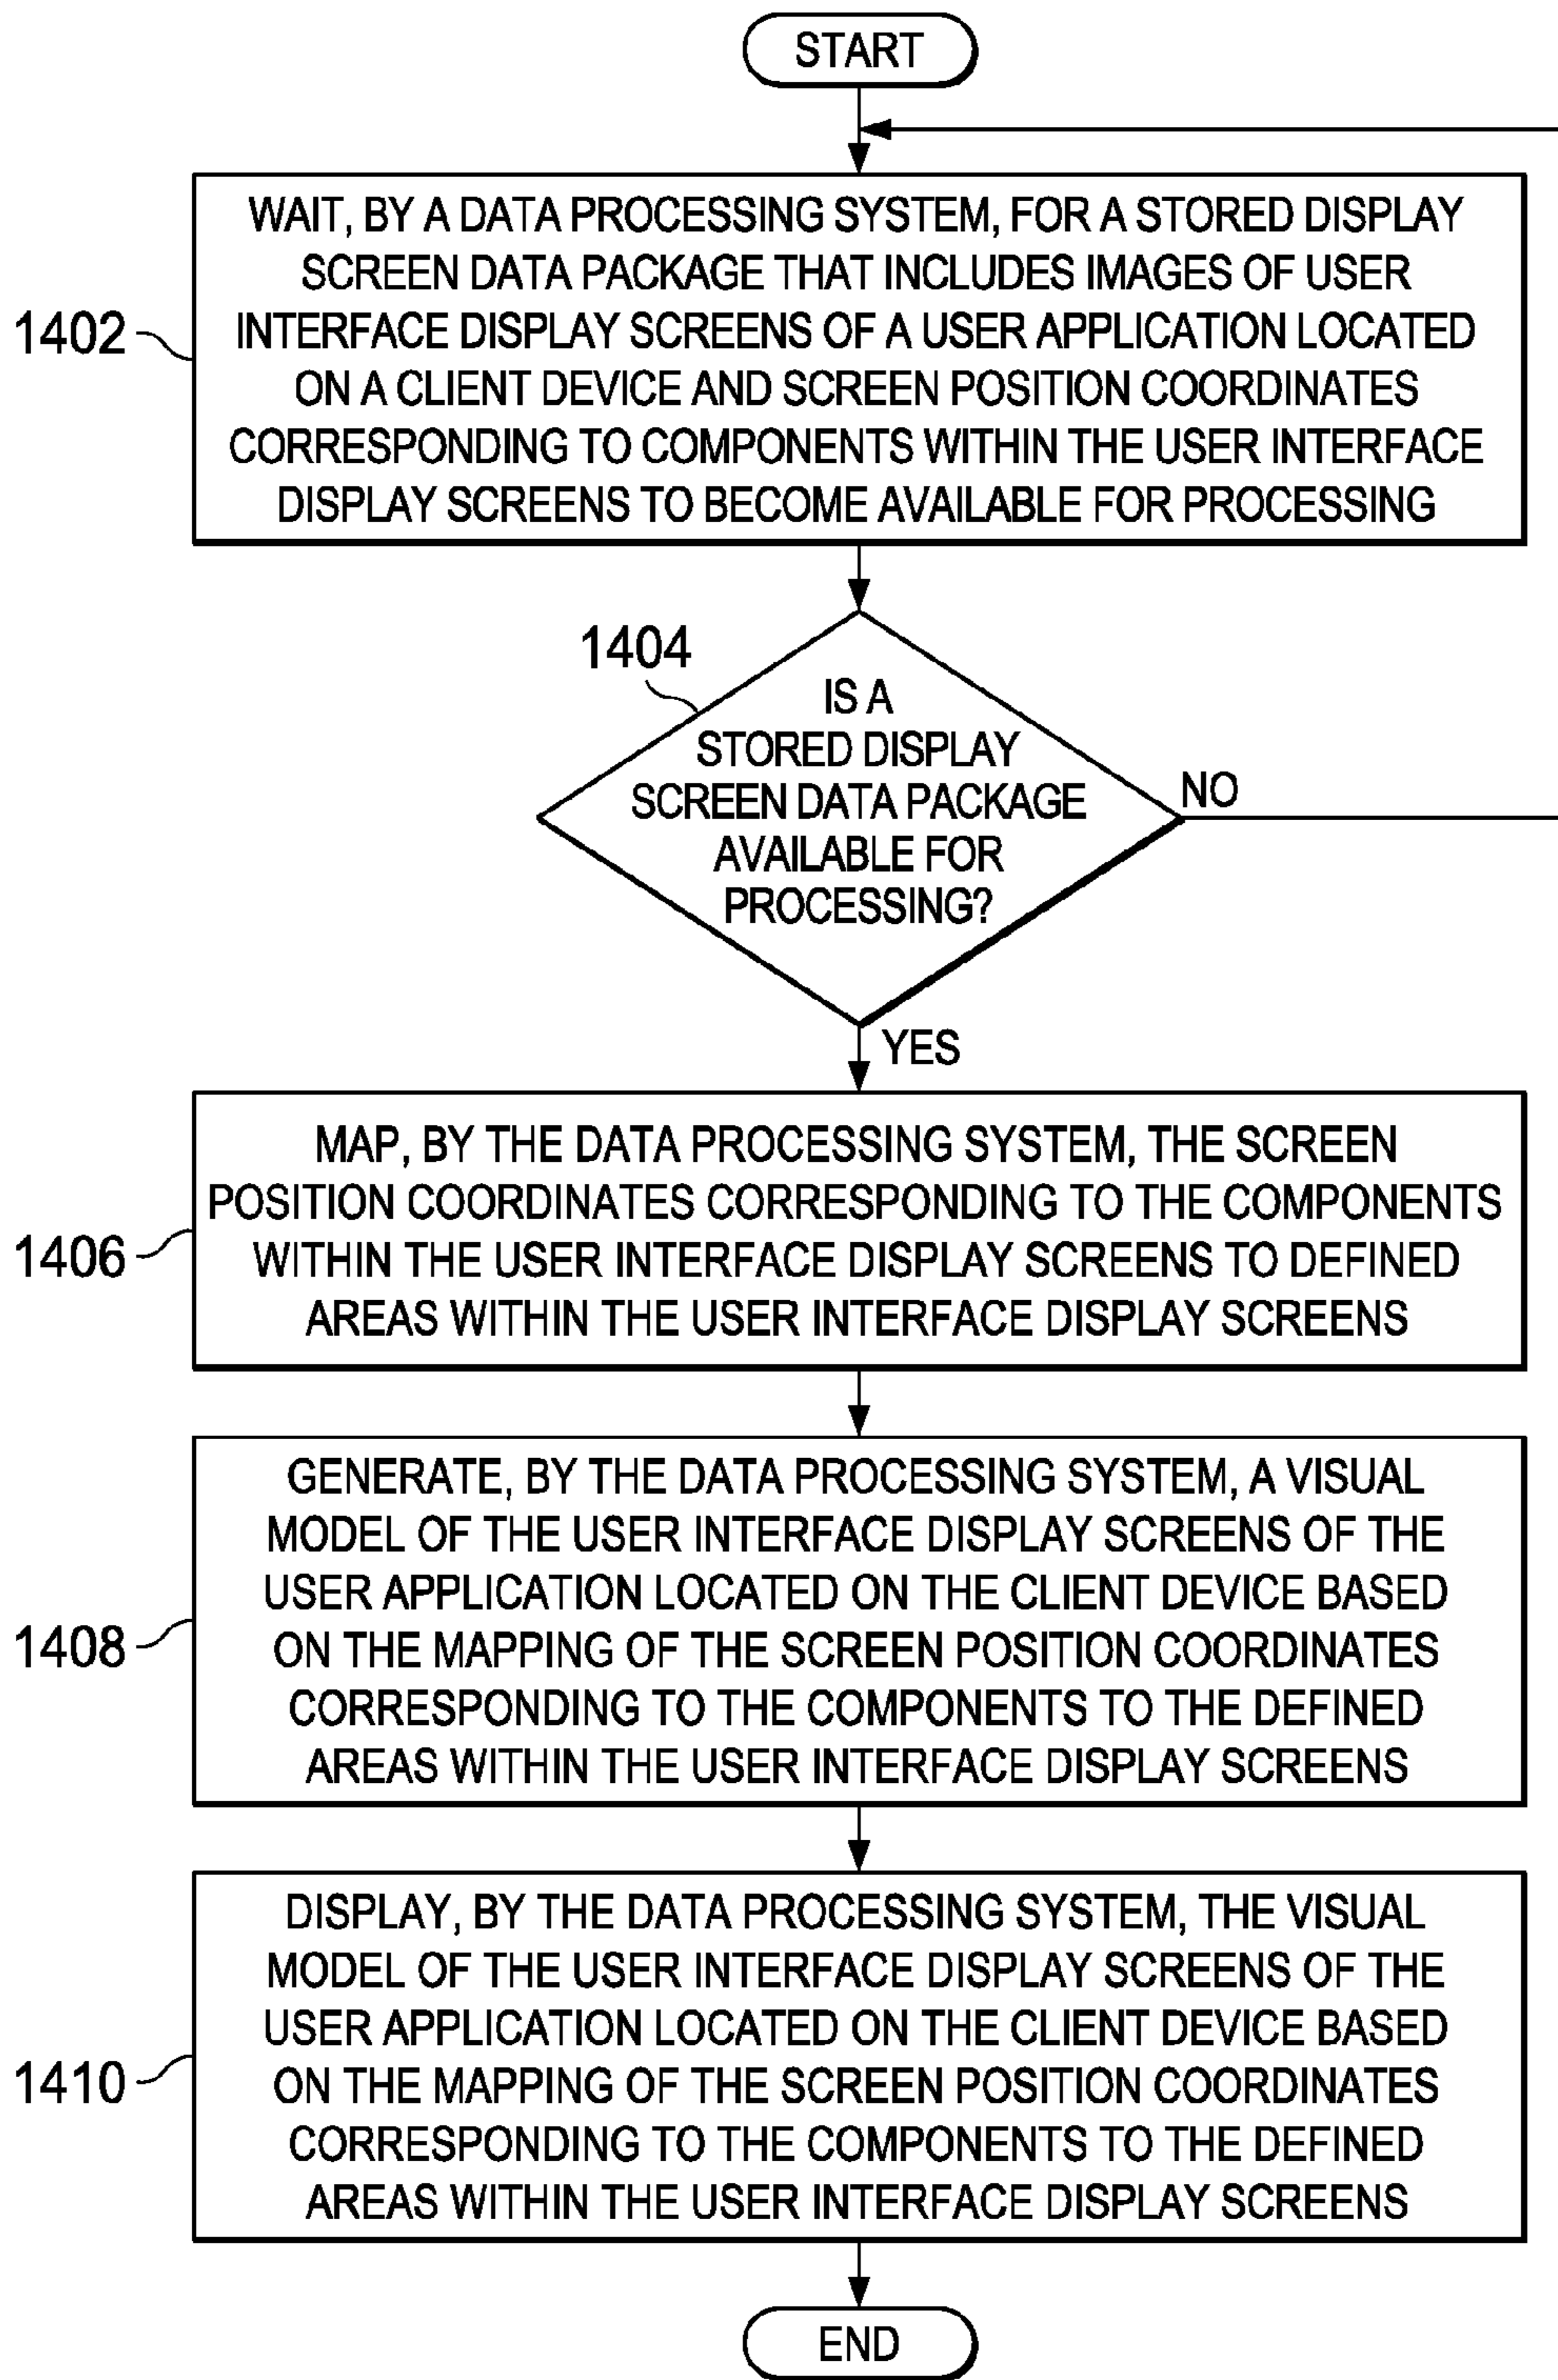 START
WAIT, BY A DATA PROCESSING SYSTEM, FOR A STORED DISPLAY
SCREEN DATA PACKAGE THAT INCLUDES IMAGES OF USER
INTERFACE DISPLAY SCREENS OF A USER APPLICATION LOCATED
ON A CLIENT DEVICE AND SCREEN POSITION COORDINATES
CORRESPONDING TO COMPONENTS WITHIN THE USER INTERFACE
DISPLAY SCREENS TO BECOME AVAILABLE FOR PROCESSING
1402
1404
IS A
STORED DISPLAY
SCREEN DATA PACKAGE
AVAILABLE FOR
PROCESSING?
NO
YES
MAP, BY THE DATA PROCESSING SYSTEM, THE SCREEN
POSITION COORDINATES CORRESPONDING TO THE COMPONENTS
WITHIN THE USER INTERFACE DISPLAY SCREENS TO DEFINED
AREAS WITHIN THE USER INTERFACE DISPLAY SCREENS
1406
GENERATE, BY THE DATA PROCESSING SYSTEM, A VISUAL
MODEL OF THE USER INTERFACE DISPLAY SCREENS OF THE
USER APPLICATION LOCATED ON THE CLIENT DEVICE BASED
ON THE MAPPING OF THE SCREEN POSITION COORDINATES
CORRESPONDING TO THE COMPONENTS TO THE DEFINED
AREAS WITHIN THE USER INTERFACE DISPLAY SCREENS
1408
DISPLAY, BY THE DATA PROCESSING SYSTEM, THE VISUAL
MODEL OF THE USER INTERFACE DISPLAY SCREENS OF THE
USER APPLICATION LOCATED ON THE CLIENT DEVICE BASED
ON THE MAPPING OF THE SCREEN POSITION COORDINATES
CORRESPONDING TO THE COMPONENTS TO THE DEFINED
AREAS WITHIN THE USER INTERFACE DISPLAY SCREENS
1410
END